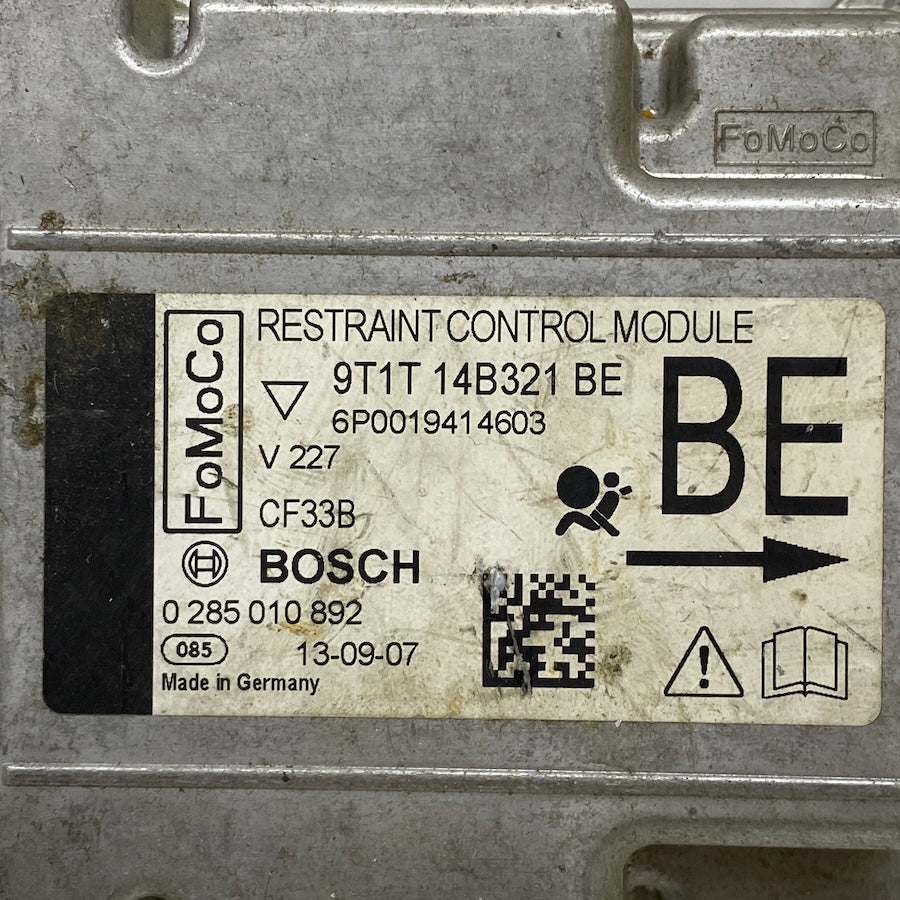 FoMoCo
FoMoCo
RESTRAINT CONTROL MODULE
9T1T 14B321 BE
6P0019414603
V 227
BE
CF33B
BOSCH
0 285 010 892
085
13-09-07
Made in Germany